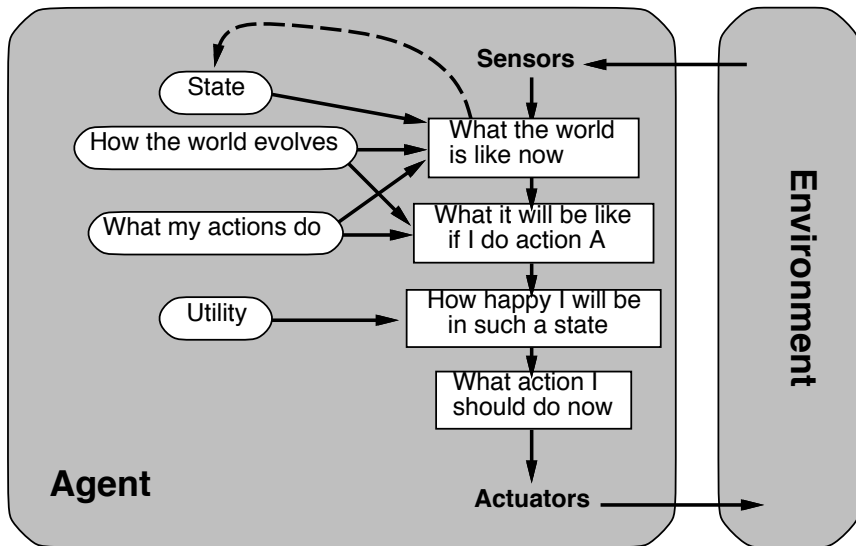 Sensors
State
What the world
is like now
How the world evolves
What my actions do
What it will be like
if I do action A
Utility
How happy I will be
in such a state
What action I
should do now
Agent
Actuators
Environment